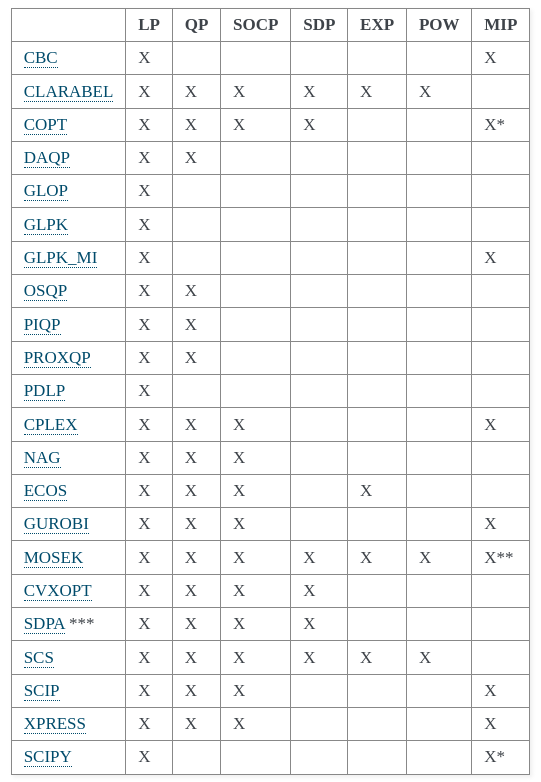 LP QP SOCP SDP EXP POW MIP
CBC X X
CLARABEL X X X X X X
COPT X X X X X*
DAQP X X
GLOP X
GLPK X
GLPK_MI X X
OSQP X X
PIQP X X
PROXQP X X
PDLP X
CPLEX X X X X
NAG X X X
ECOS X X X X
GUROBI X X X X
MOSEK X X X X X X X**
CVXOPT X X X X
SDPA *** X X X X
SCS X X X X X X
SCIP X X X X
XPRESS X X X X
SCIPY X X*